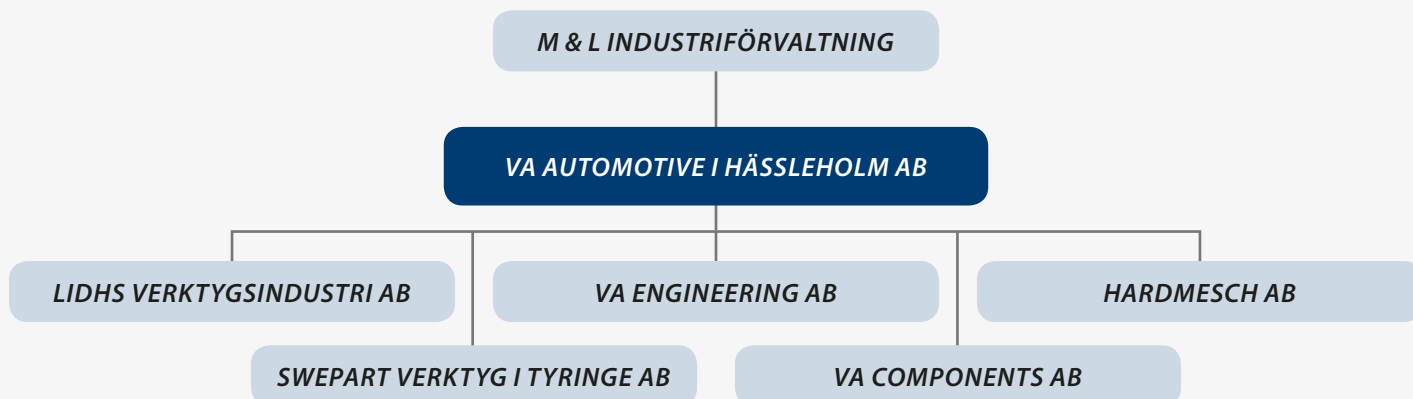 M & L INDUSTRIFÖRVALTNING
VA AUTOMOTIVE I HÄSSLEHOLM AB
LIDHS VERKTYGSINDUSTRI AB
VA ENGINEERING AB
HARDMESCH AB
SWEPART VERKTYG I TYRINGE AB
VA COMPONENTS AB